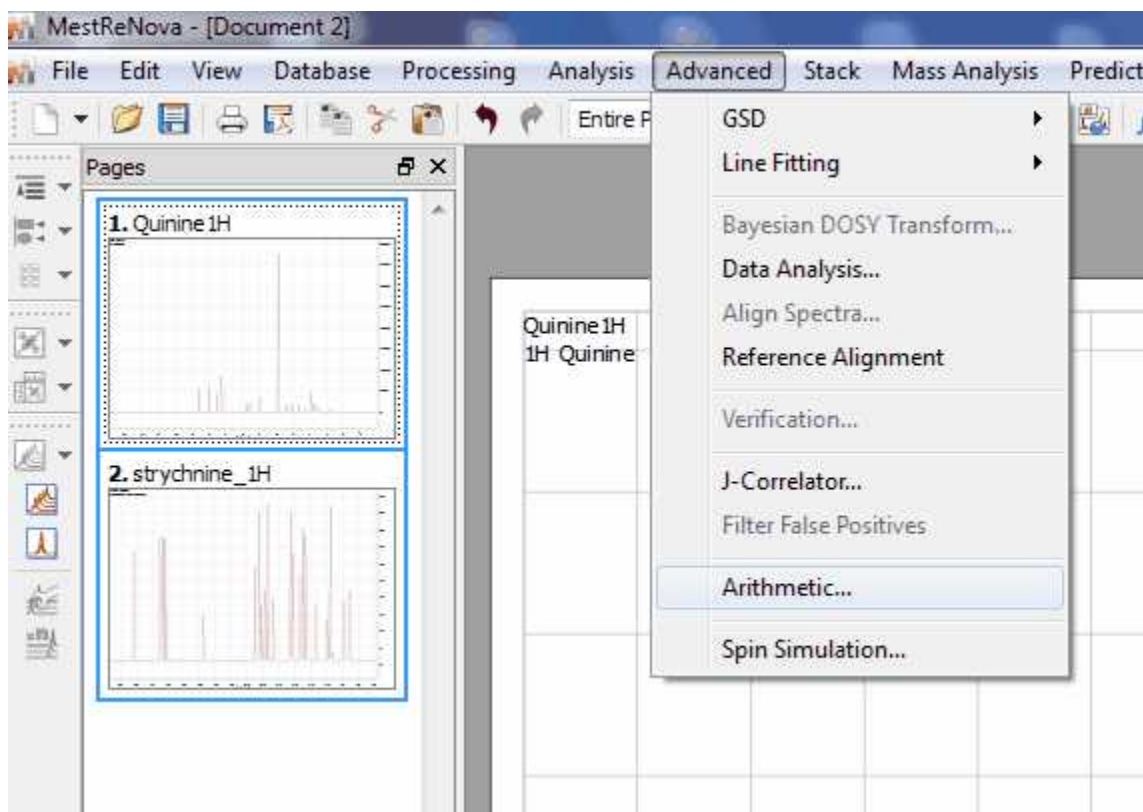 MestReNova - [Document 2]
File Edit View Database Processing Analysis Advanced Stack Mass Analysis Predict
Entire P
Pages
1. Quinine 1H
2. strychnine_1H
Quinine 1H
1H Quinine
GSD
Line Fitting
Bayesian DOSY Transform...
Data Analysis...
Align Spectra...
Reference Alignment
Verification...
J-Correlator...
Filter False Positives
Arithmetic...
Spin Simulation...